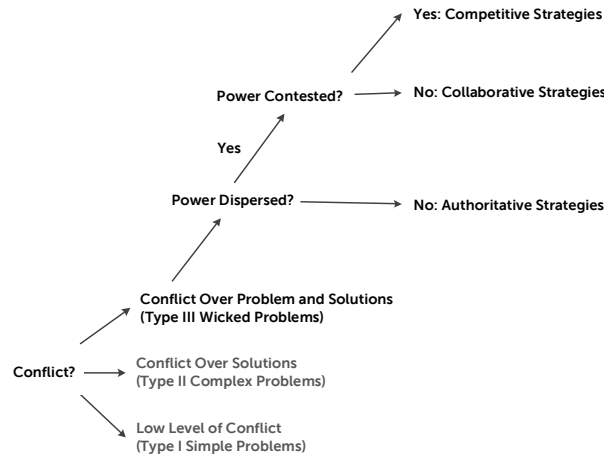 Yes: Competitive Strategies
Power Contested?
No: Collaborative Strategies
Yes
Power Dispersed?
No: Authoritative Strategies
Conflict Over Problem and Solutions
(Type III Wicked Problems)
Conflict?
Conflict Over Solutions
(Type II Complex Problems)
Low Level of Conflict
(Type I Simple Problems)